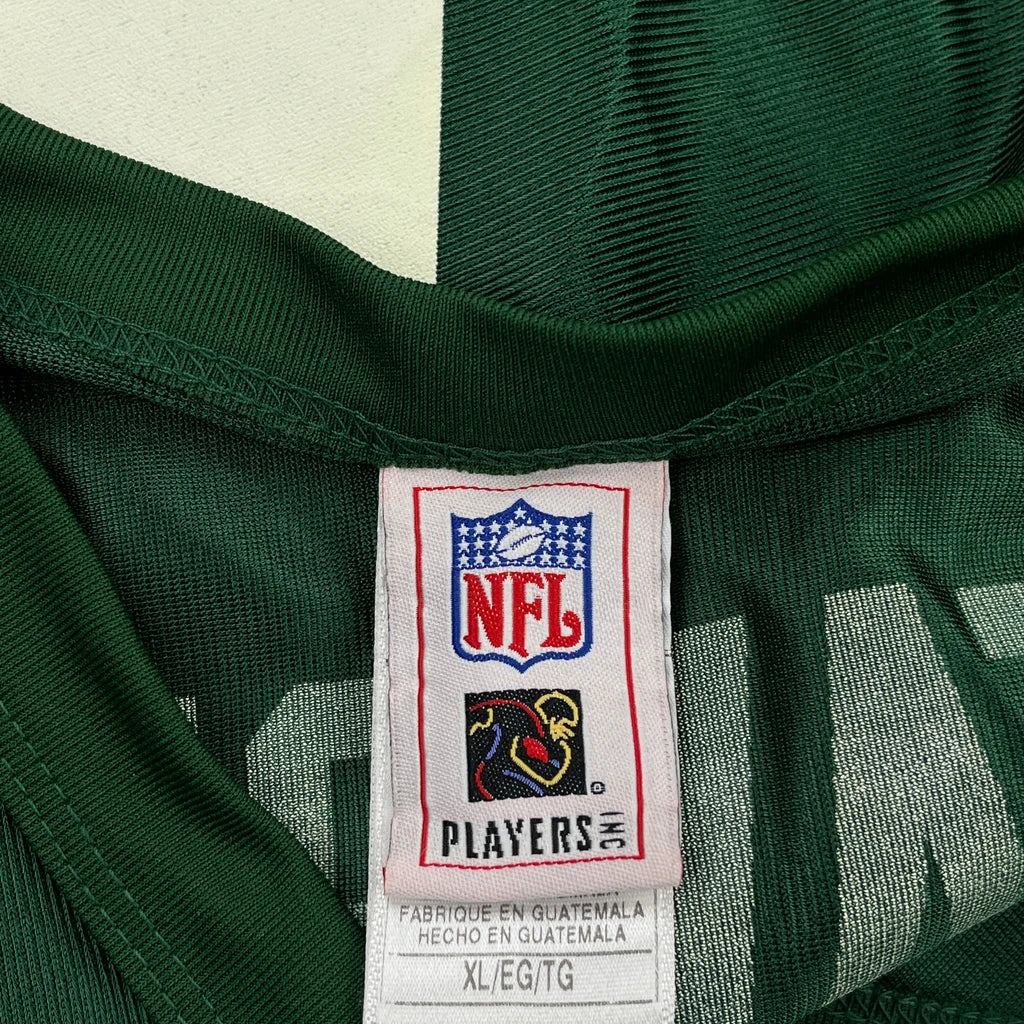 NFL
PLAYERS INC
FABRIQUE EN GUATEMALA
HECHO EN GUATEMALA
XL/EG/TG